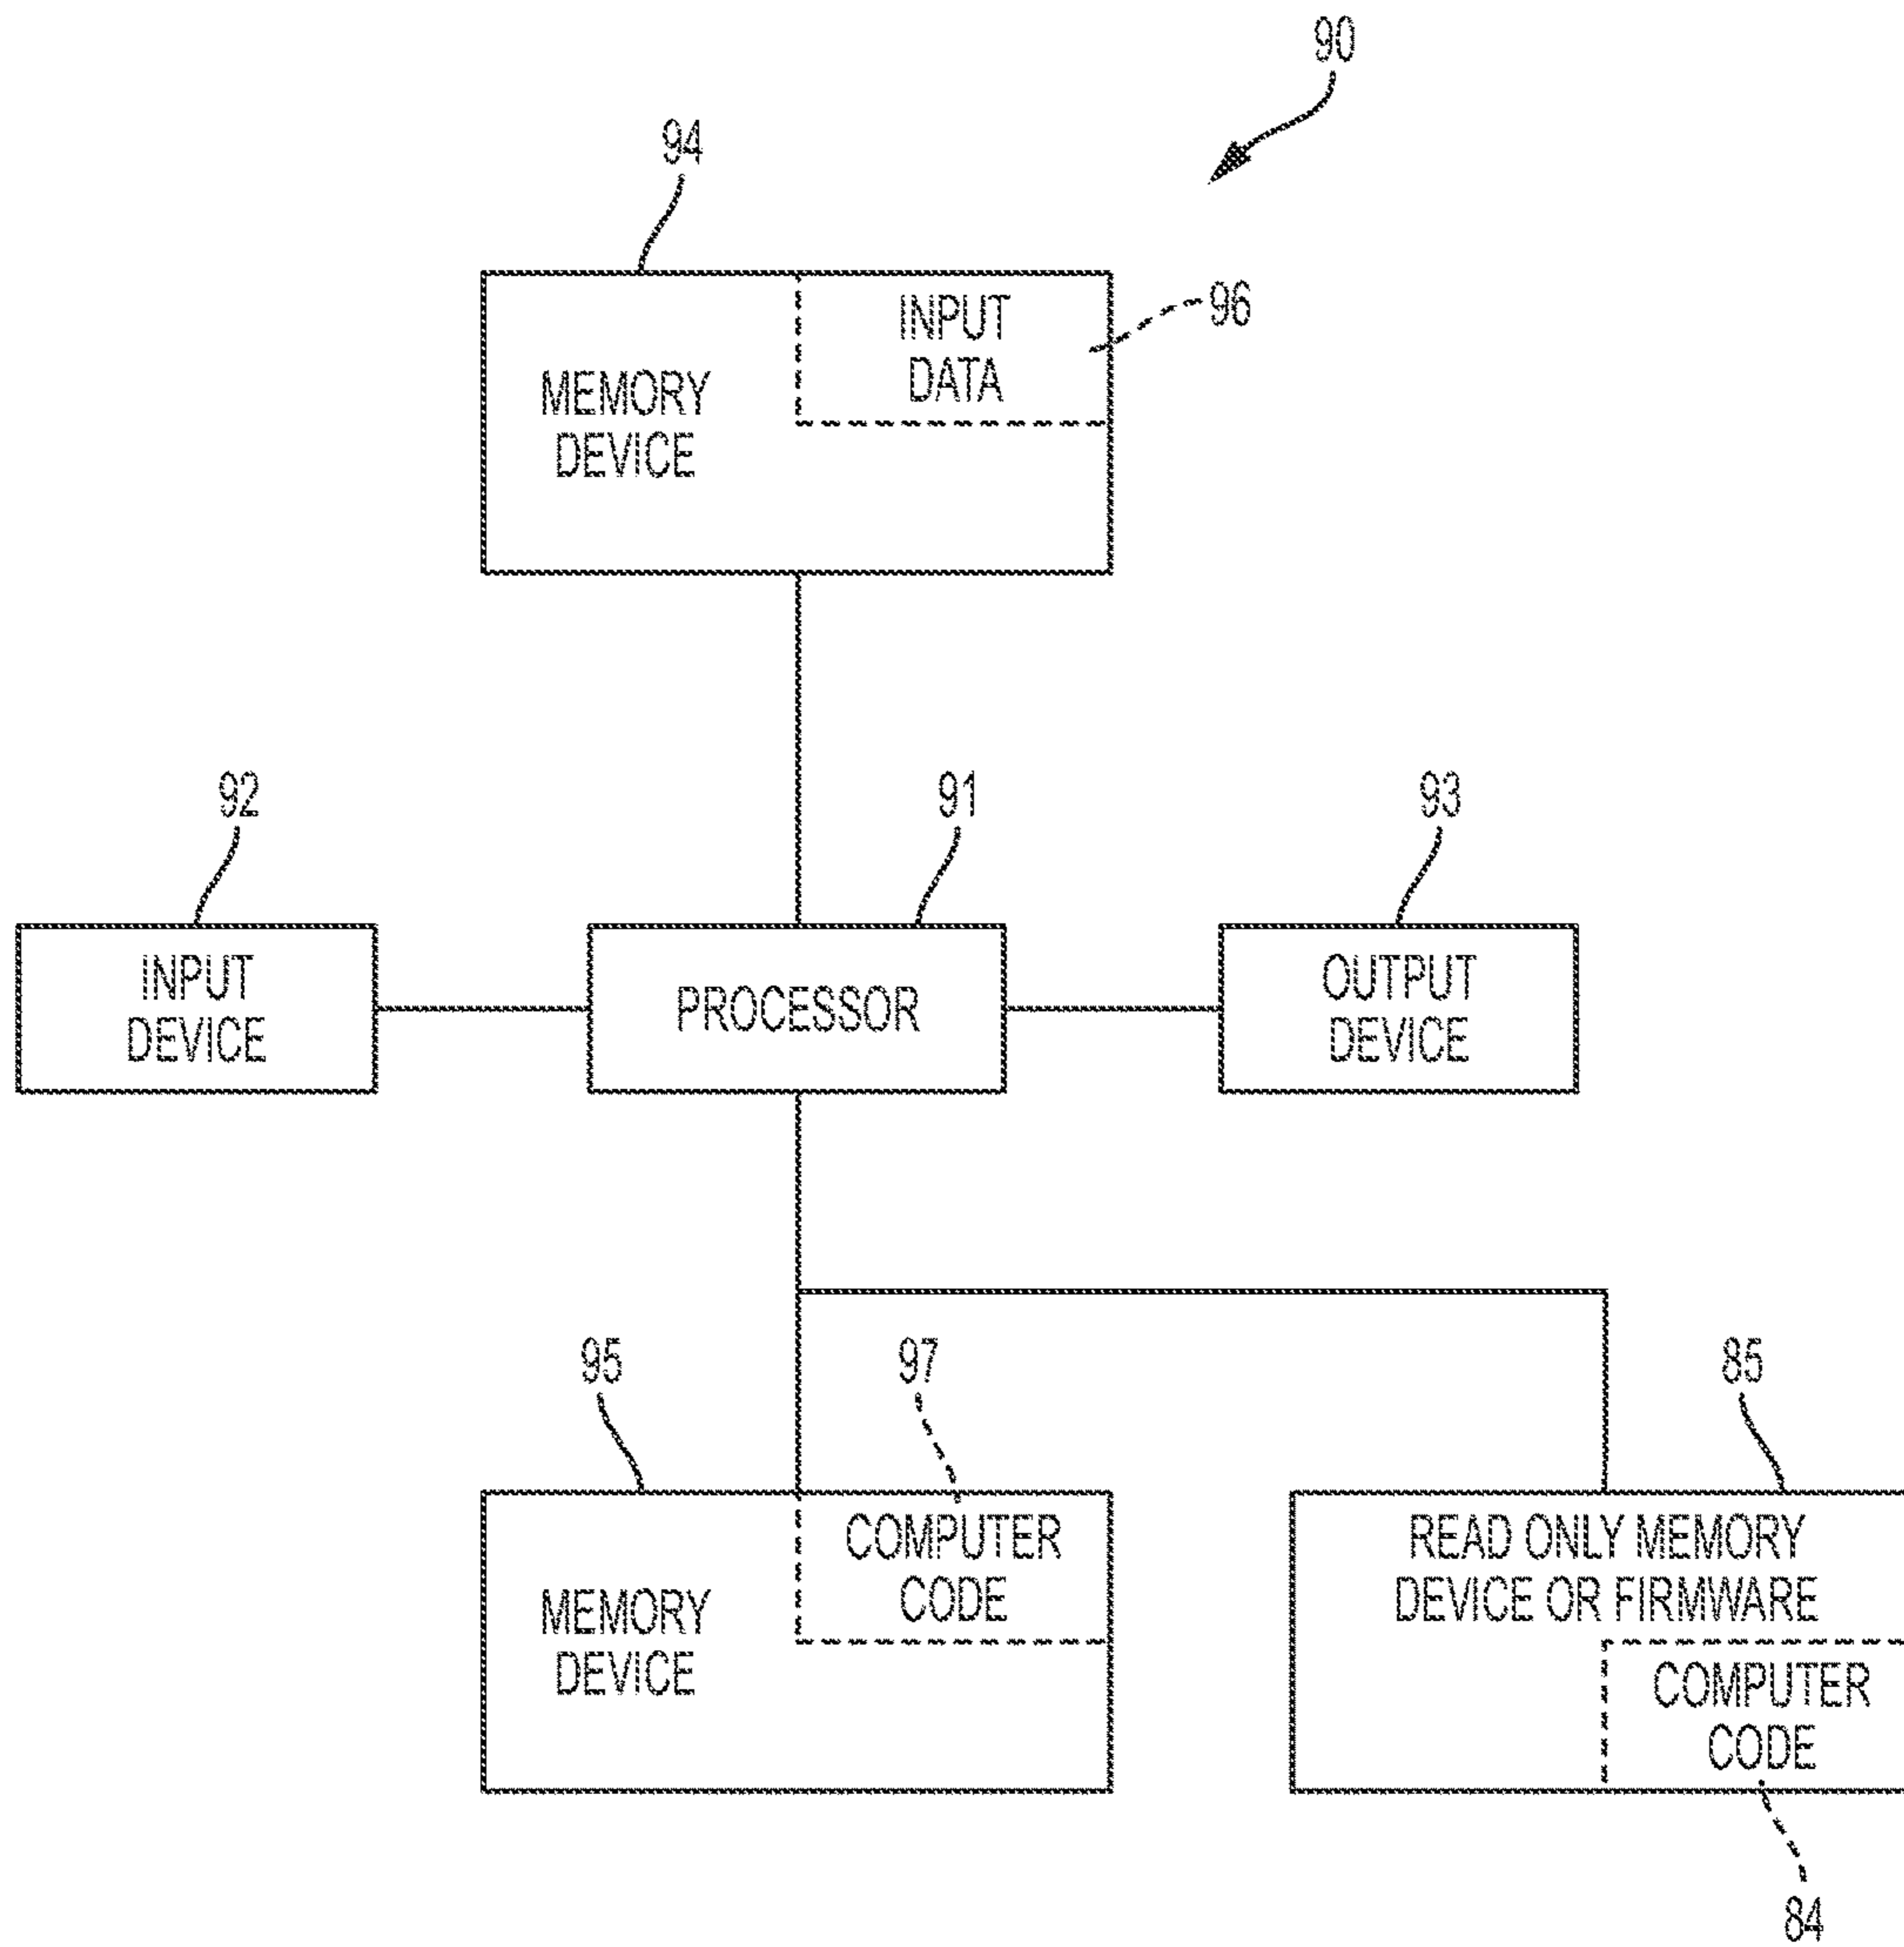 90
94
INPUT
DATA
96
MEMORY
DEVICE
92
91
93
INPUT
DEVICE
PROCESSOR
OUTPUT
DEVICE
95
97
85
COMPUTER
CODE
MEMORY
DEVICE
READ ONLY MEMORY
DEVICE OR FIRMWARE
COMPUTER
CODE
84